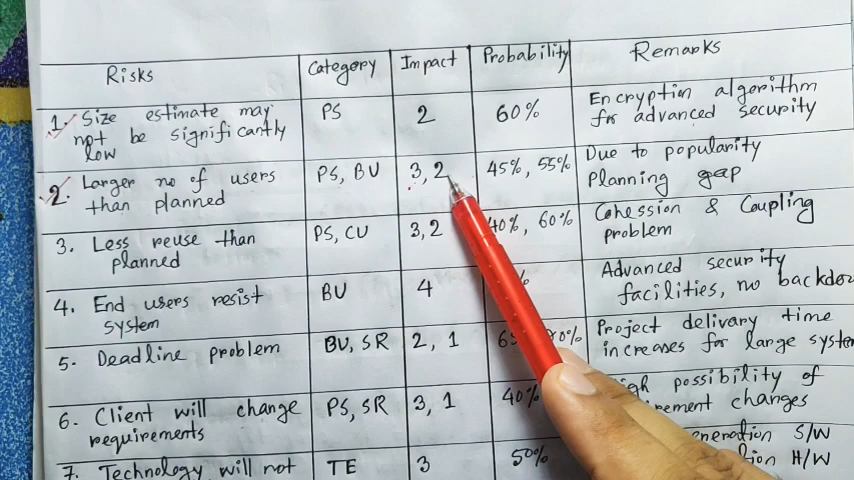 Risks Category Impact Probability Remarks
1. Size estimate may PS 2 60% Encryption algorithm
not be significantly for advanced security
low
2. Larger no of users PS, BU 3, 2 45%, 55% Due to popularity
than planned Planning gap
3. Less reuse than PS, CU 3, 2 40%, 60% Cohession & Coupling
planned problem
4. End users resist BU 4 % Advanced security
system facilities, no backdoo
5. Deadline problem BU, SR 2, 1 Project delivary time
increases for large system
6. Client will change PS, SR 3, 1 40% possibility of
requirements changes
7. Technology will not TE 3 50% S/W
H/W